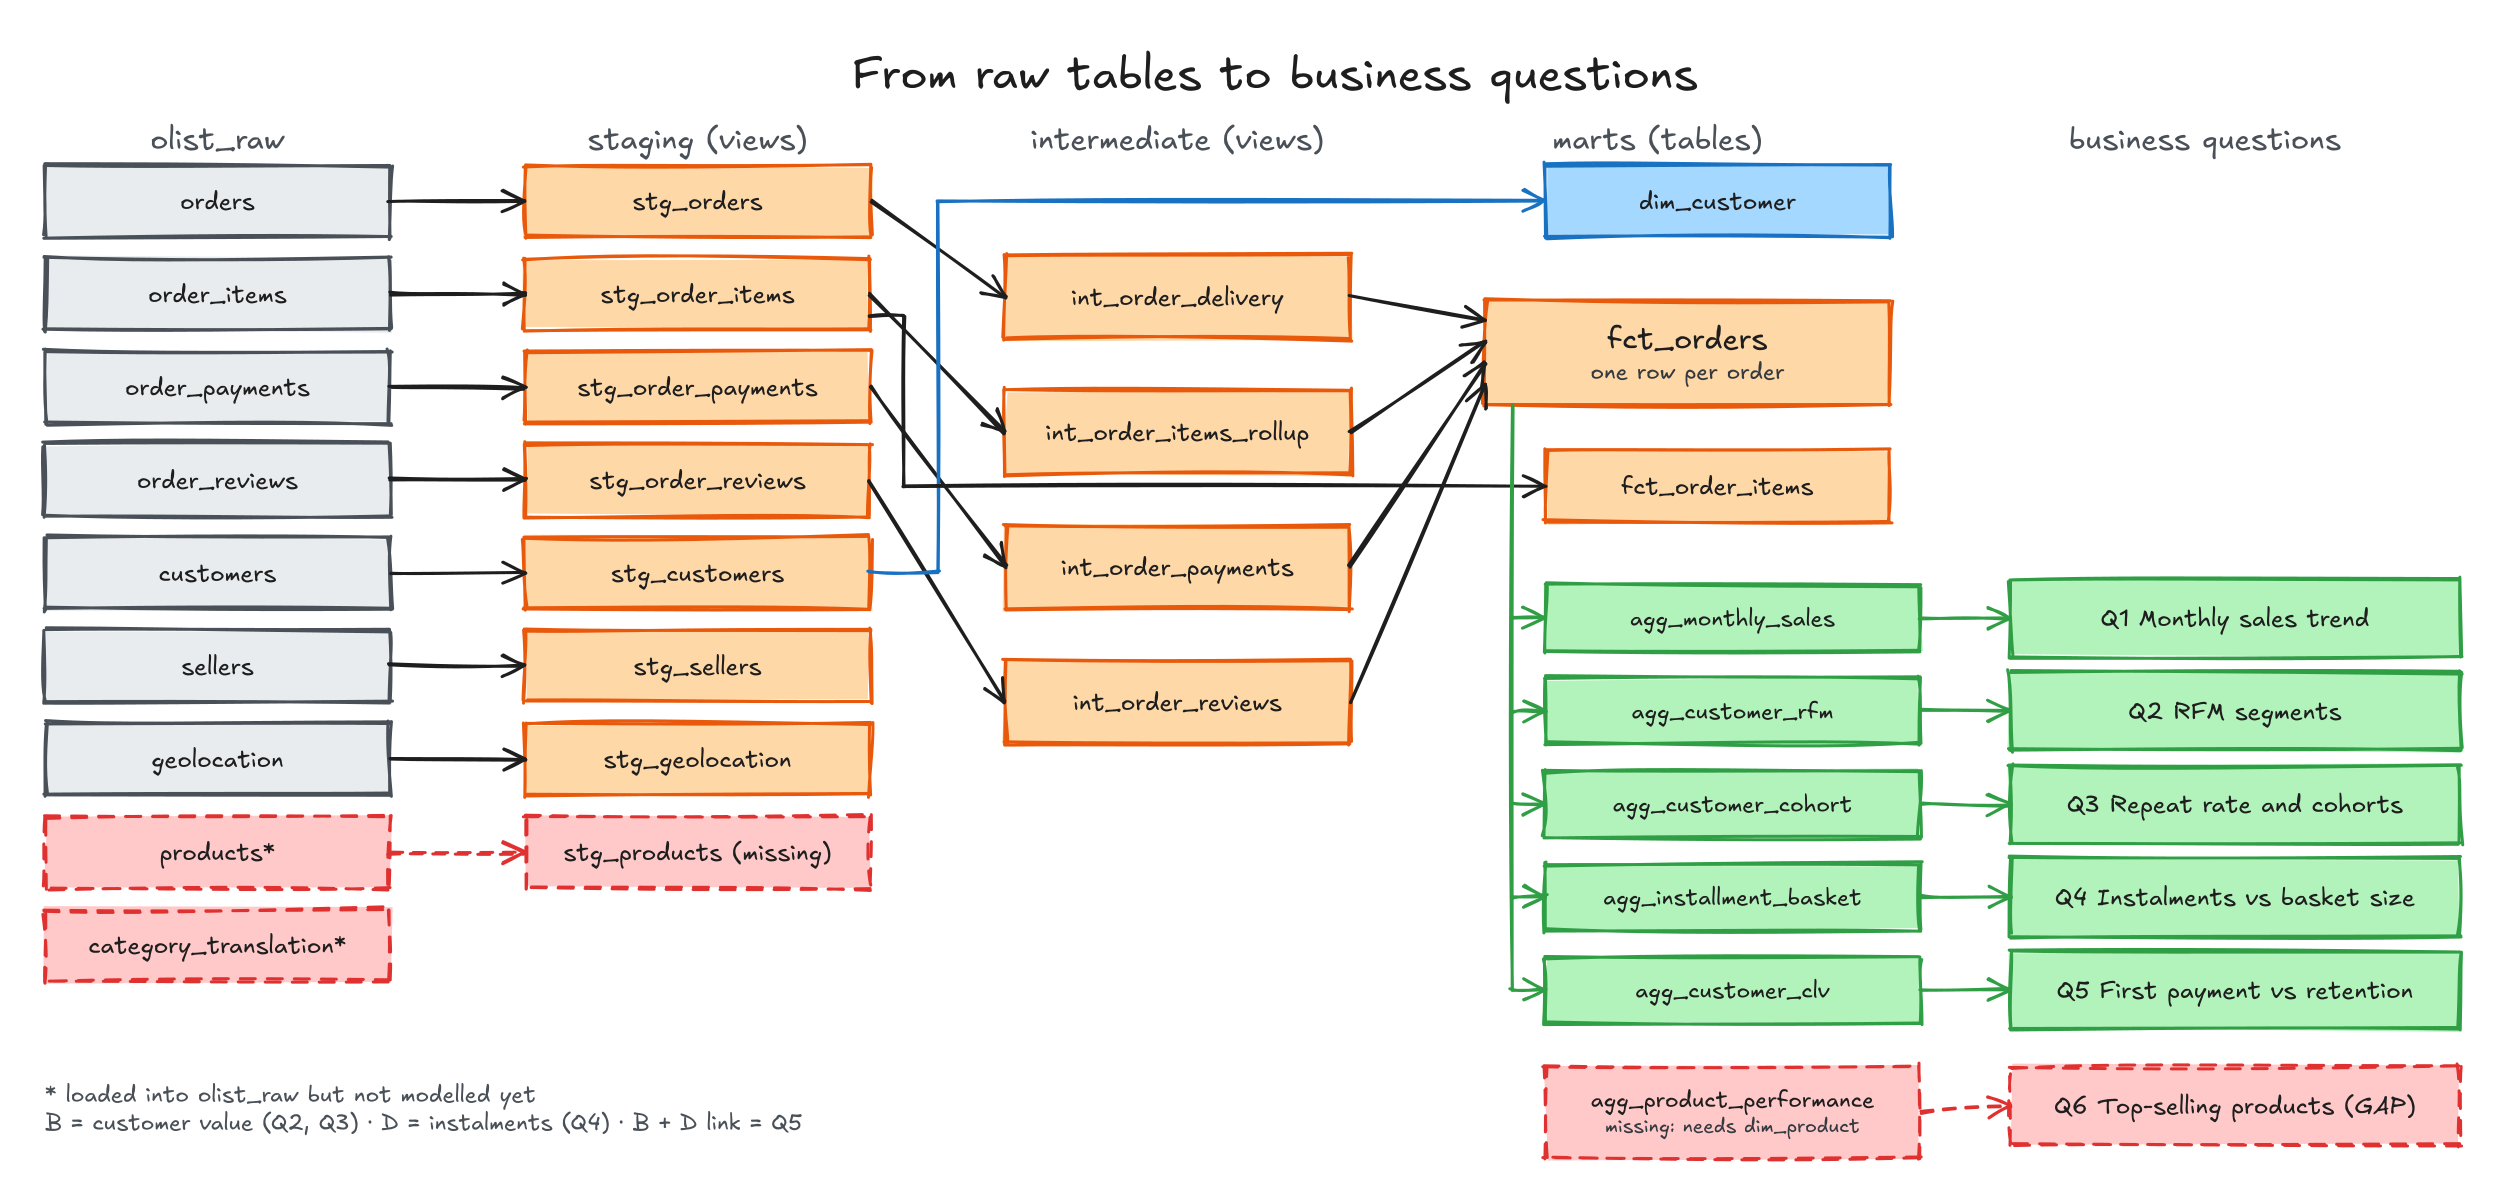 From raw tables to business questions
olist_raw
staging (views)
intermediate (views)
marts (tables)
business questions
orders
order_items
order_payments
order_reviews
customers
sellers
geolocation
products*
category_translation*
stg_orders
stg_order_items
stg_order_payments
stg_order_reviews
stg_customers
stg_sellers
stg_geolocation
stg_products (missing)
int_order_delivery
int_order_items_rollup
int_order_payments
int_order_reviews
dim_customer
fct_orders
one row per order
fct_order_items
agg_monthly_sales
agg_customer_rfm
agg_customer_cohort
agg_installment_basket
agg_customer_clv
agg_product_performance
missing: needs dim_product
Q1 Monthly sales trend
Q2 RFM segments
Q3 Repeat rate and cohorts
Q4 Instalments vs basket size
Q5 First payment vs retention
Q6 Top-selling products (GAP)
* loaded into olist_raw but not modelled yet
B = customer value (Q2, Q3) · D = instalments (Q4) · B + D link = Q5